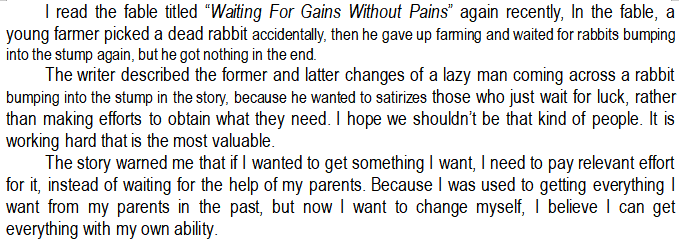 I read the fable titled “Waiting For Gains Without Pains” again recently, In the fable, a
young farmer picked a dead rabbit accidentally, then he gave up farming and waited for rabbits bumping
into the stump again, but he got nothing in the end.
The writer described the former and latter changes of a lazy man coming across a rabbit
bumping into the stump in the story, because he wanted to satirizes those who just wait for luck, rather
than making efforts to obtain what they need. I hope we shouldn’t be that kind of people. It is
working hard that is the most valuable.
The story warned me that if I wanted to get something I want, I need to pay relevant effort
for it, instead of waiting for the help of my parents. Because I was used to getting everything I
want from my parents in the past, but now I want to change myself, I believe I can get
everything with my own ability.